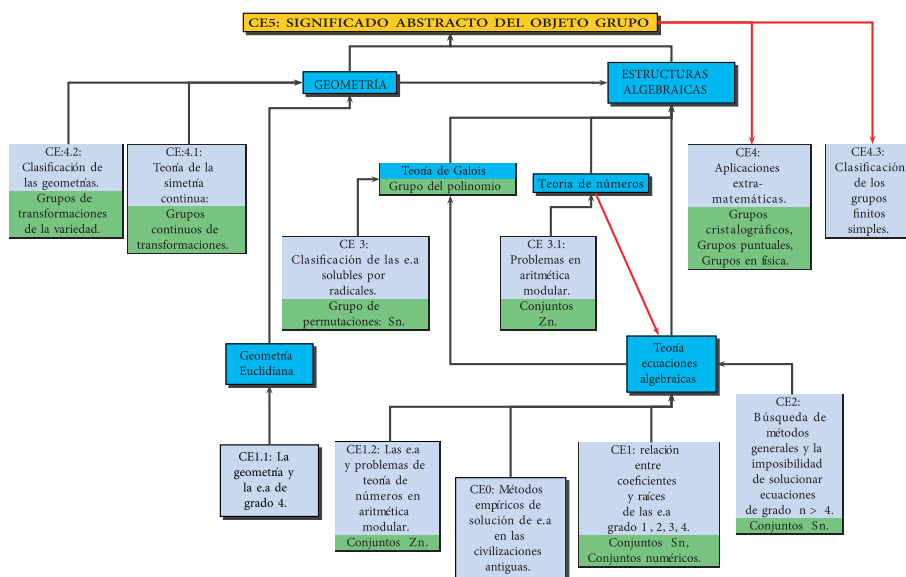 CE5: SIGNIFICADO ABSTRACTO DEL OBJETO GRUPO
GEOMETRÍA
ESTRUCTURAS
ALGEBRAICAS
CE:4.2:
Clasificación de
las geometrías.
Grupos de
transformaciones
de la variedad.
CE:4.1:
Teoría de la
simetría
continua:
Grupos
continuos de
transformaciones.
Teoría de Galois
Grupo del polinomio
Teoría de números
CE4:
Aplicaciones
extra-
matemáticas.
Grupos
cristalográficos,
Grupos puntuales,
Grupos en física.
CE4.3:
Clasificación
de los
grupos
finitos
simples.
CE 3:
Clasificación de las e.a
solubles por
radicales.
Grupo de
permutaciones: Sn.
CE 3.1:
Problemas en
aritmética
modular.
Conjuntos
Zn.
Geometría
Euclidiana
Teoría
ecuaciones
algebraicas
CE1.1: La
geometría y
la e.a de
grado 4.
CE1.2: Las e.a
y problemas de
teoría de
números en
aritmética
modular.
Conjuntos Zn.
CE0: Métodos
empíricos de
solución de e.a
en las
civilizaciones
antiguas.
CE1: relación
entre
coeficientes
y raíces
de las e.a
grado 1 , 2, 3, 4.
Conjuntos Sn,
Conjuntos numéricos.
CE2:
Búsqueda de
métodos
generales y la
imposibilidad
de solucionar
ecuaciones
de grado n > 4.
Conjuntos Sn.